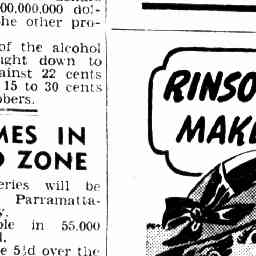 00,000,000 dol-
he other pro-
of the alcohol
ught down to
ainst 22 cents
15 to 30 cents
bers.
MES IN
ZONE
eries will be
Parramatta-
y.
ble in 55,000
l.
e 5½d over the
RINSO
MAKE